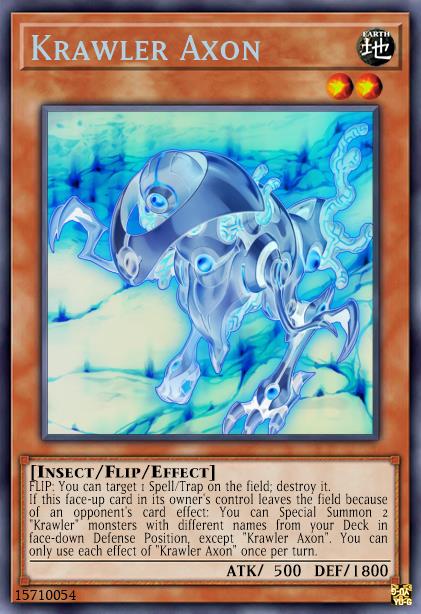 Krawler Axon
EARTH
地
[Insect/Flip/Effect]
FLIP: You can target 1 Spell/Trap on the field; destroy it.
If this face-up card in its owner's control leaves the field because
of an opponent's card effect: You can Special Summon 2
"Krawler" monsters with different names from your Deck in
face-down Defense Position, except "Krawler Axon". You can
only use each effect of "Krawler Axon" once per turn.
ATK/ 500 DEF/1800
15710054